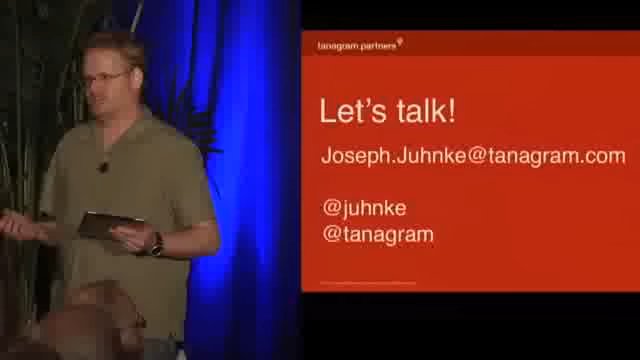 tanagram partners
Let's talk!
Joseph.Juhnke@tanagram.com
@juhnke
@tanagram